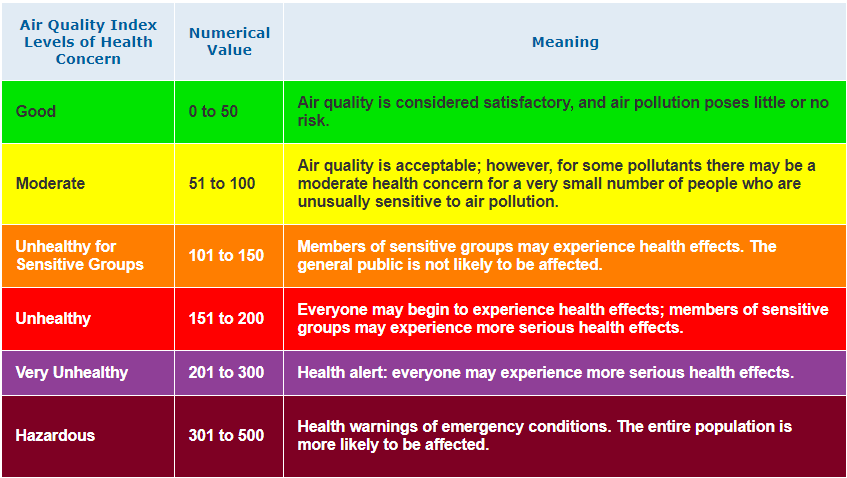 Air Quality Index
Levels of Health
Concern
Numerical
Value
Meaning
Good
0 to 50
Air quality is considered satisfactory, and air pollution poses little or no
risk.
Moderate
51 to 100
Air quality is acceptable; however, for some pollutants there may be a
moderate health concern for a very small number of people who are
unusually sensitive to air pollution.
Unhealthy for
Sensitive Groups
101 to 150
Members of sensitive groups may experience health effects. The
general public is not likely to be affected.
Unhealthy
151 to 200
Everyone may begin to experience health effects; members of sensitive
groups may experience more serious health effects.
Very Unhealthy
201 to 300
Health alert: everyone may experience more serious health effects.
Hazardous
301 to 500
Health warnings of emergency conditions. The entire population is
more likely to be affected.